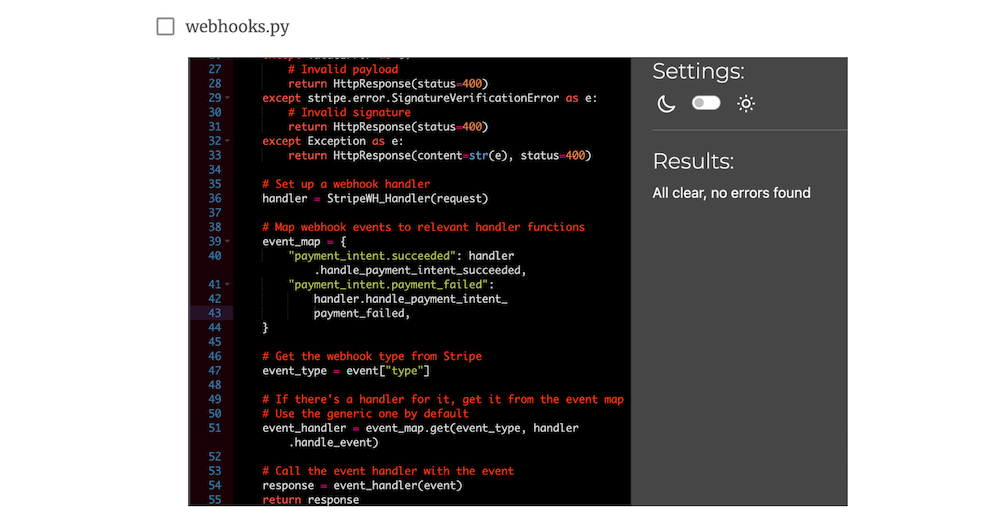 webhooks.py
27 # Invalid payload
28 return HttpResponse(status=400)
29 except stripe.error.SignatureVerificationError as e:
30 # Invalid signature
31 return HttpResponse(status=400)
32 except Exception as e:
33 return HttpResponse(content=str(e), status=400)
34
35 # Set up a webhook handler
36 handler = StripeWH_Handler(request)
37
38 # Map webhook events to relevant handler functions
39 event_map = {
40 "payment_intent.succeeded": handler
.handle_payment_intent_succeeded,
41 "payment_intent.payment_failed":
42 handler.handle_payment_intent_
43 payment_failed,
44 }
45
46 # Get the webhook type from Stripe
47 event_type = event["type"]
48
49 # If there's a handler for it, get it from the event map
50 # Use the generic one by default
51 event_handler = event_map.get(event_type, handler
.handle_event)
52
53 # Call the event handler with the event
54 response = event_handler(event)
55 return response
Settings:
Results:
All clear, no errors found